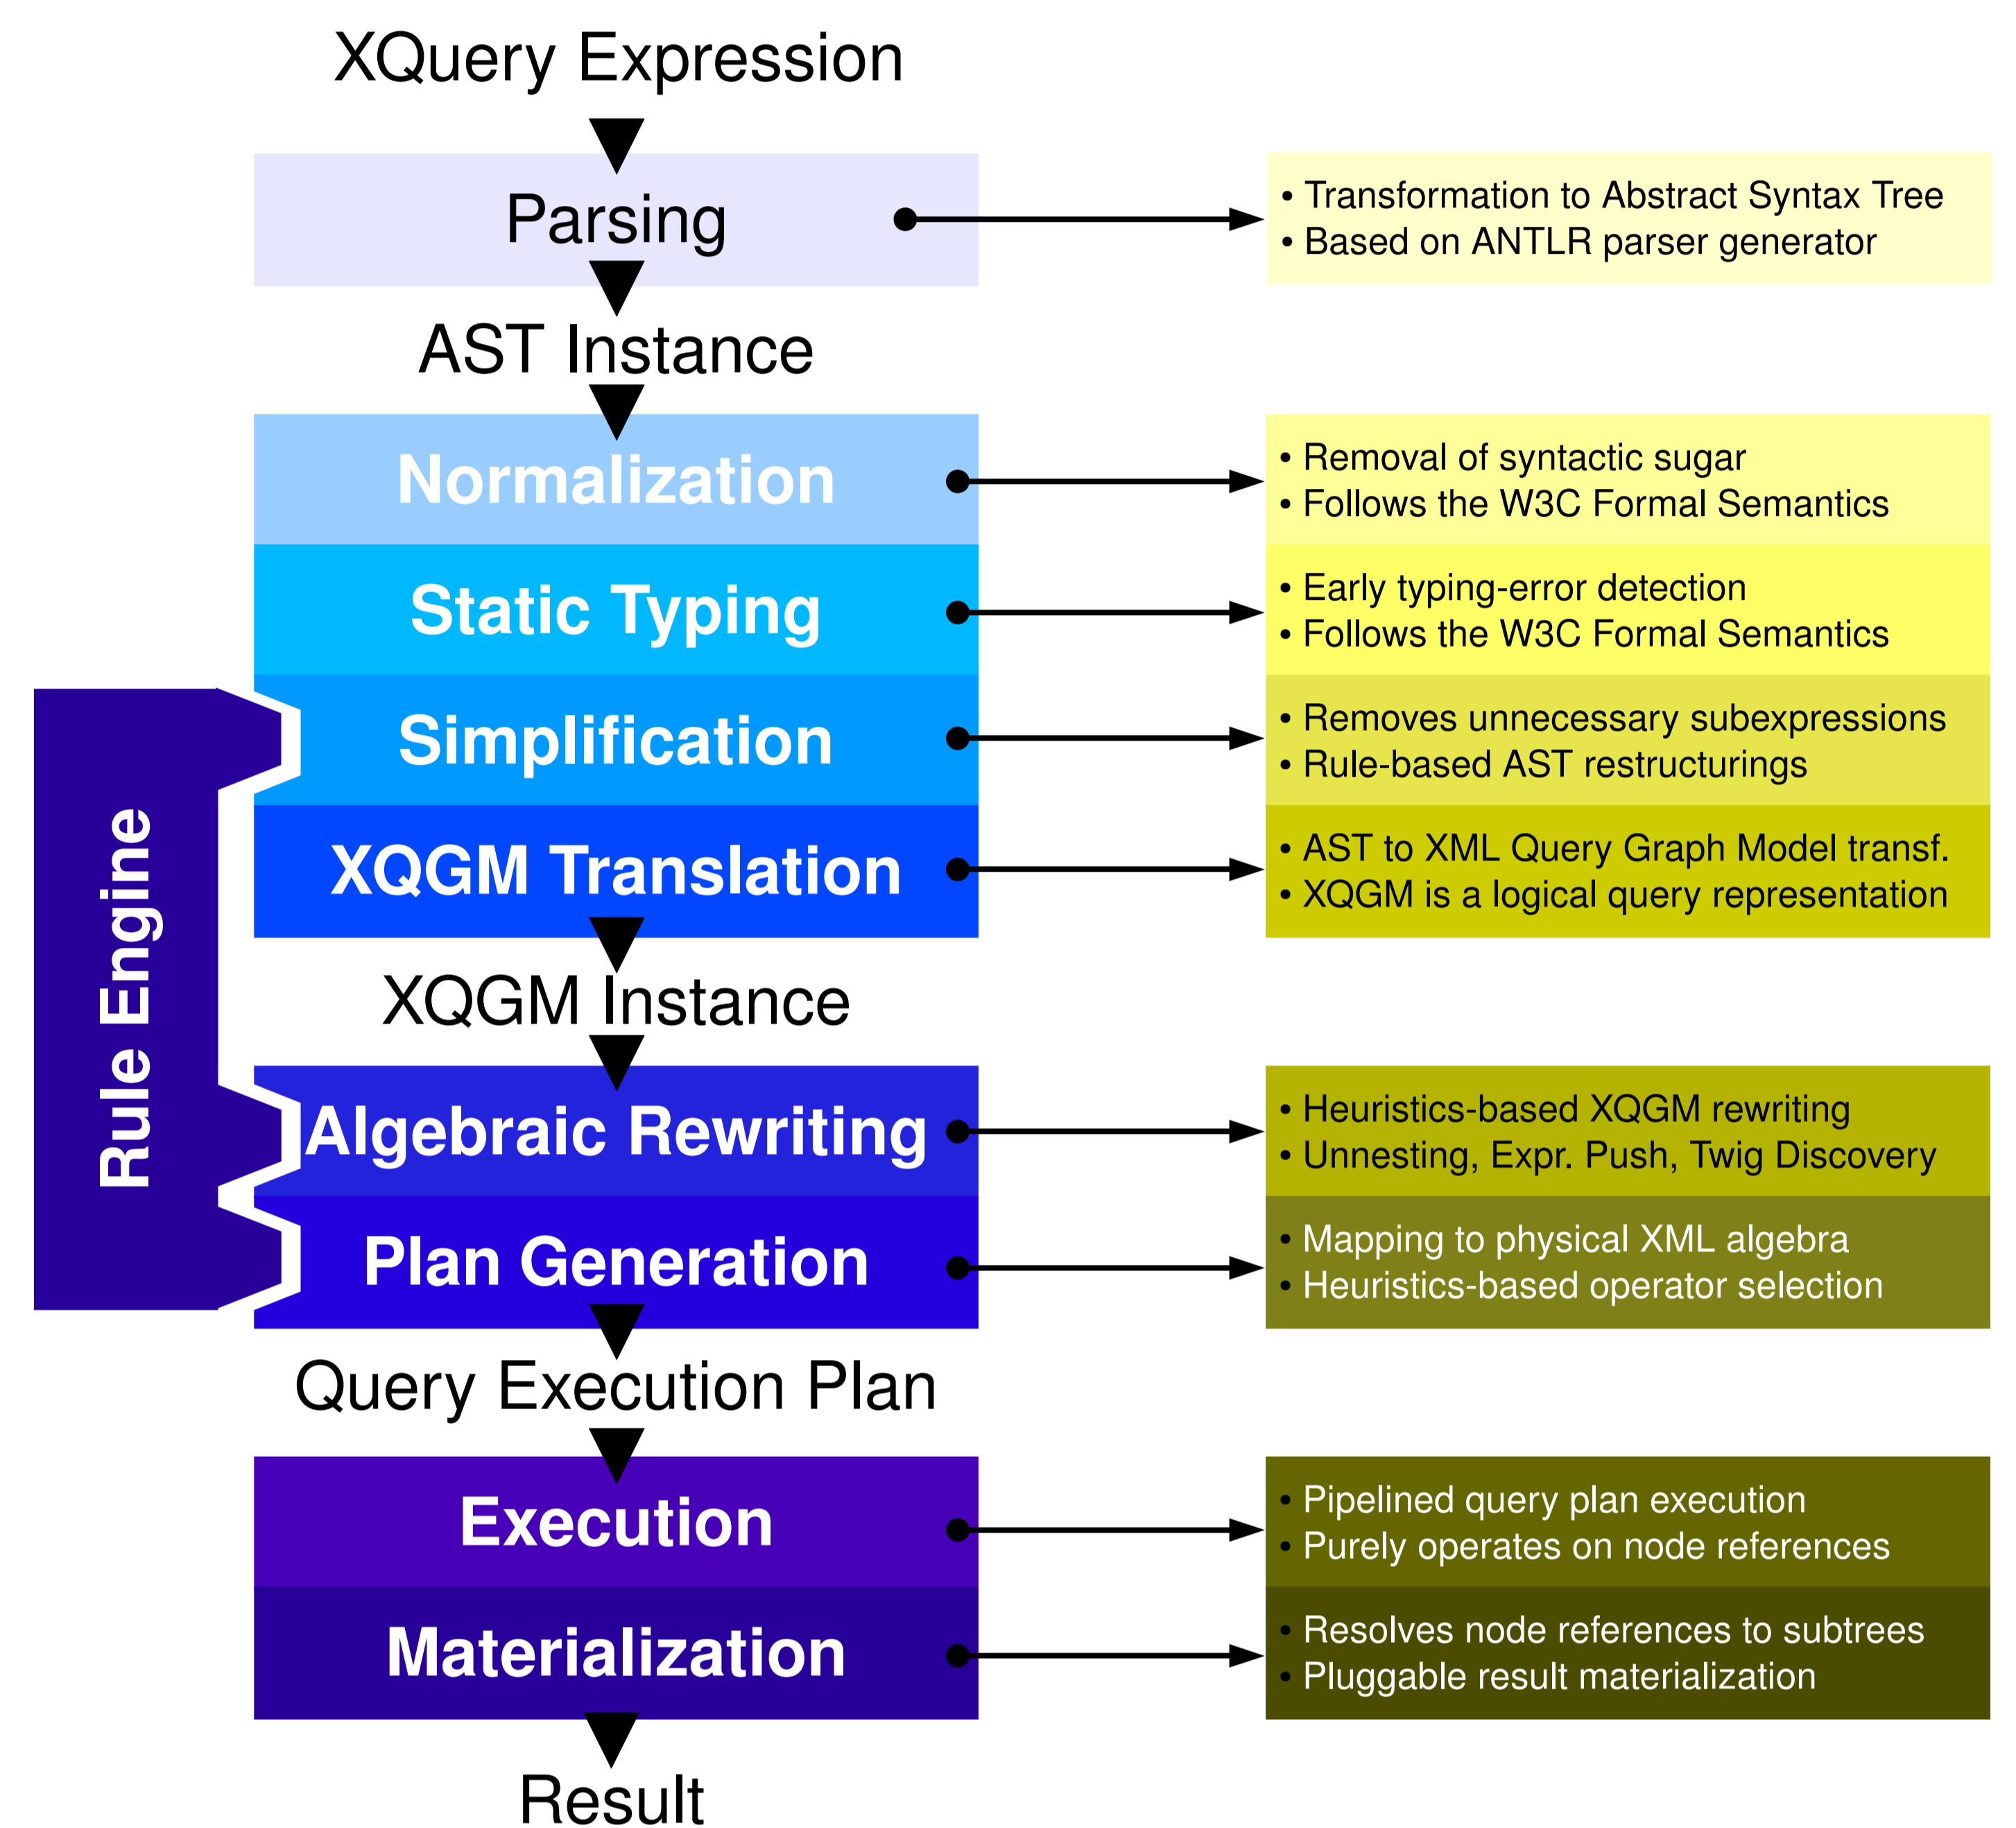 XQuery Expression
Parsing
• Transformation to Abstract Syntax Tree
• Based on ANTLR parser generator
AST Instance
Normalization
• Removal of syntactic sugar
• Follows the W3C Formal Semantics
Static Typing
• Early typing-error detection
• Follows the W3C Formal Semantics
Simplification
• Removes unnecessary subexpressions
• Rule-based AST restructurings
XQGM Translation
• AST to XML Query Graph Model transf.
• XQGM is a logical query representation
Rule Engine
XQGM Instance
Algebraic Rewriting
• Heuristics-based XQGM rewriting
• Unnesting, Expr. Push, Twig Discovery
Plan Generation
• Mapping to physical XML algebra
• Heuristics-based operator selection
Query Execution Plan
Execution
• Pipelined query plan execution
• Purely operates on node references
Materialization
• Resolves node references to subtrees
• Pluggable result materialization
Result